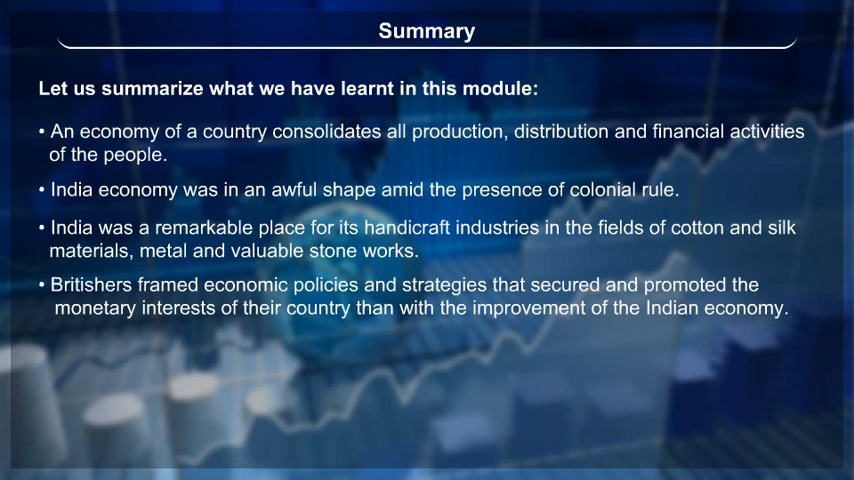 Summary
Let us summarize what we have learnt in this module:
• An economy of a country consolidates all production, distribution and financial activities
of the people.
• India economy was in an awful shape amid the presence of colonial rule.
• India was a remarkable place for its handicraft industries in the fields of cotton and silk
materials, metal and valuable stone works.
• Britishers framed economic policies and strategies that secured and promoted the
monetary interests of their country than with the improvement of the Indian economy.